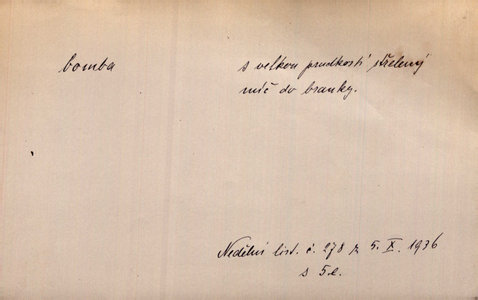 bomba
s velkou prudkostí střelený
míč do branky.
Nedělní list. č. 278 z 5. X. 1936
s 5.